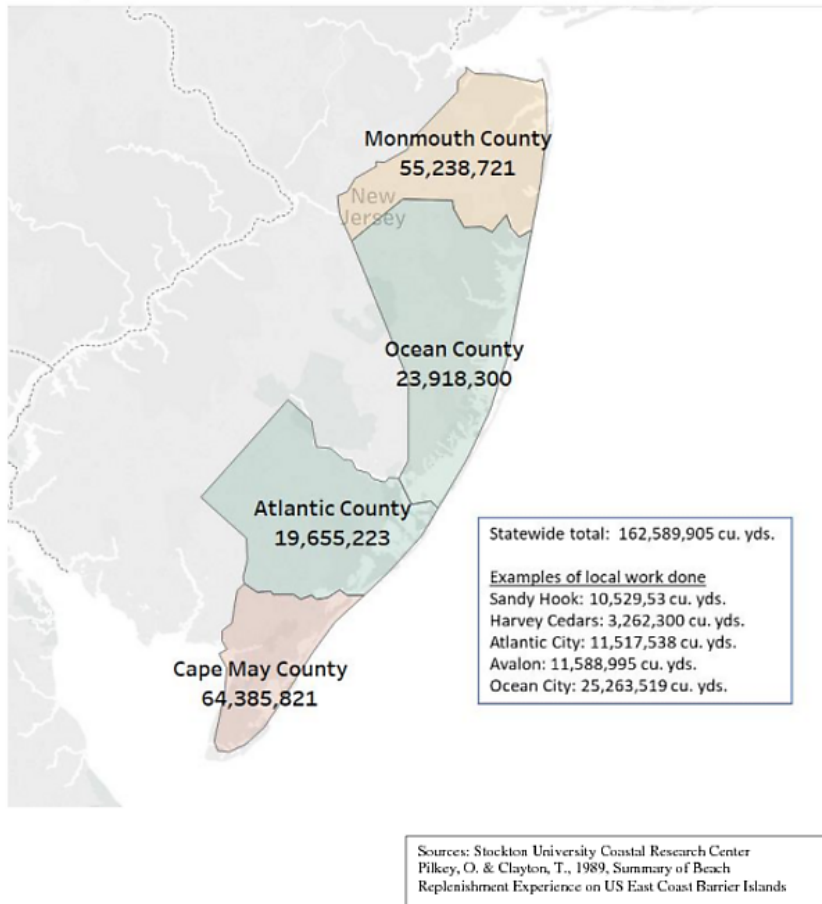 Monmouth County
55,238,721
New
Jersey
Ocean County
23,918,300
Atlantic County
19,655,223
Cape May County
64,385,821
Statewide total: 162,589,905 cu. yds.
Examples of local work done
Sandy Hook: 10,529,53 cu. yds.
Harvey Cedars: 3,262,300 cu. yds.
Atlantic City: 11,517,538 cu. yds.
Avalon: 11,588,995 cu. yds.
Ocean City: 25,263,519 cu. yds.
Sources: Stockton University Coastal Research Center
Pilkey, O. & Clayton, T., 1989, Summary of Beach
Replenishment Experience on US East Coast Barrier Islands